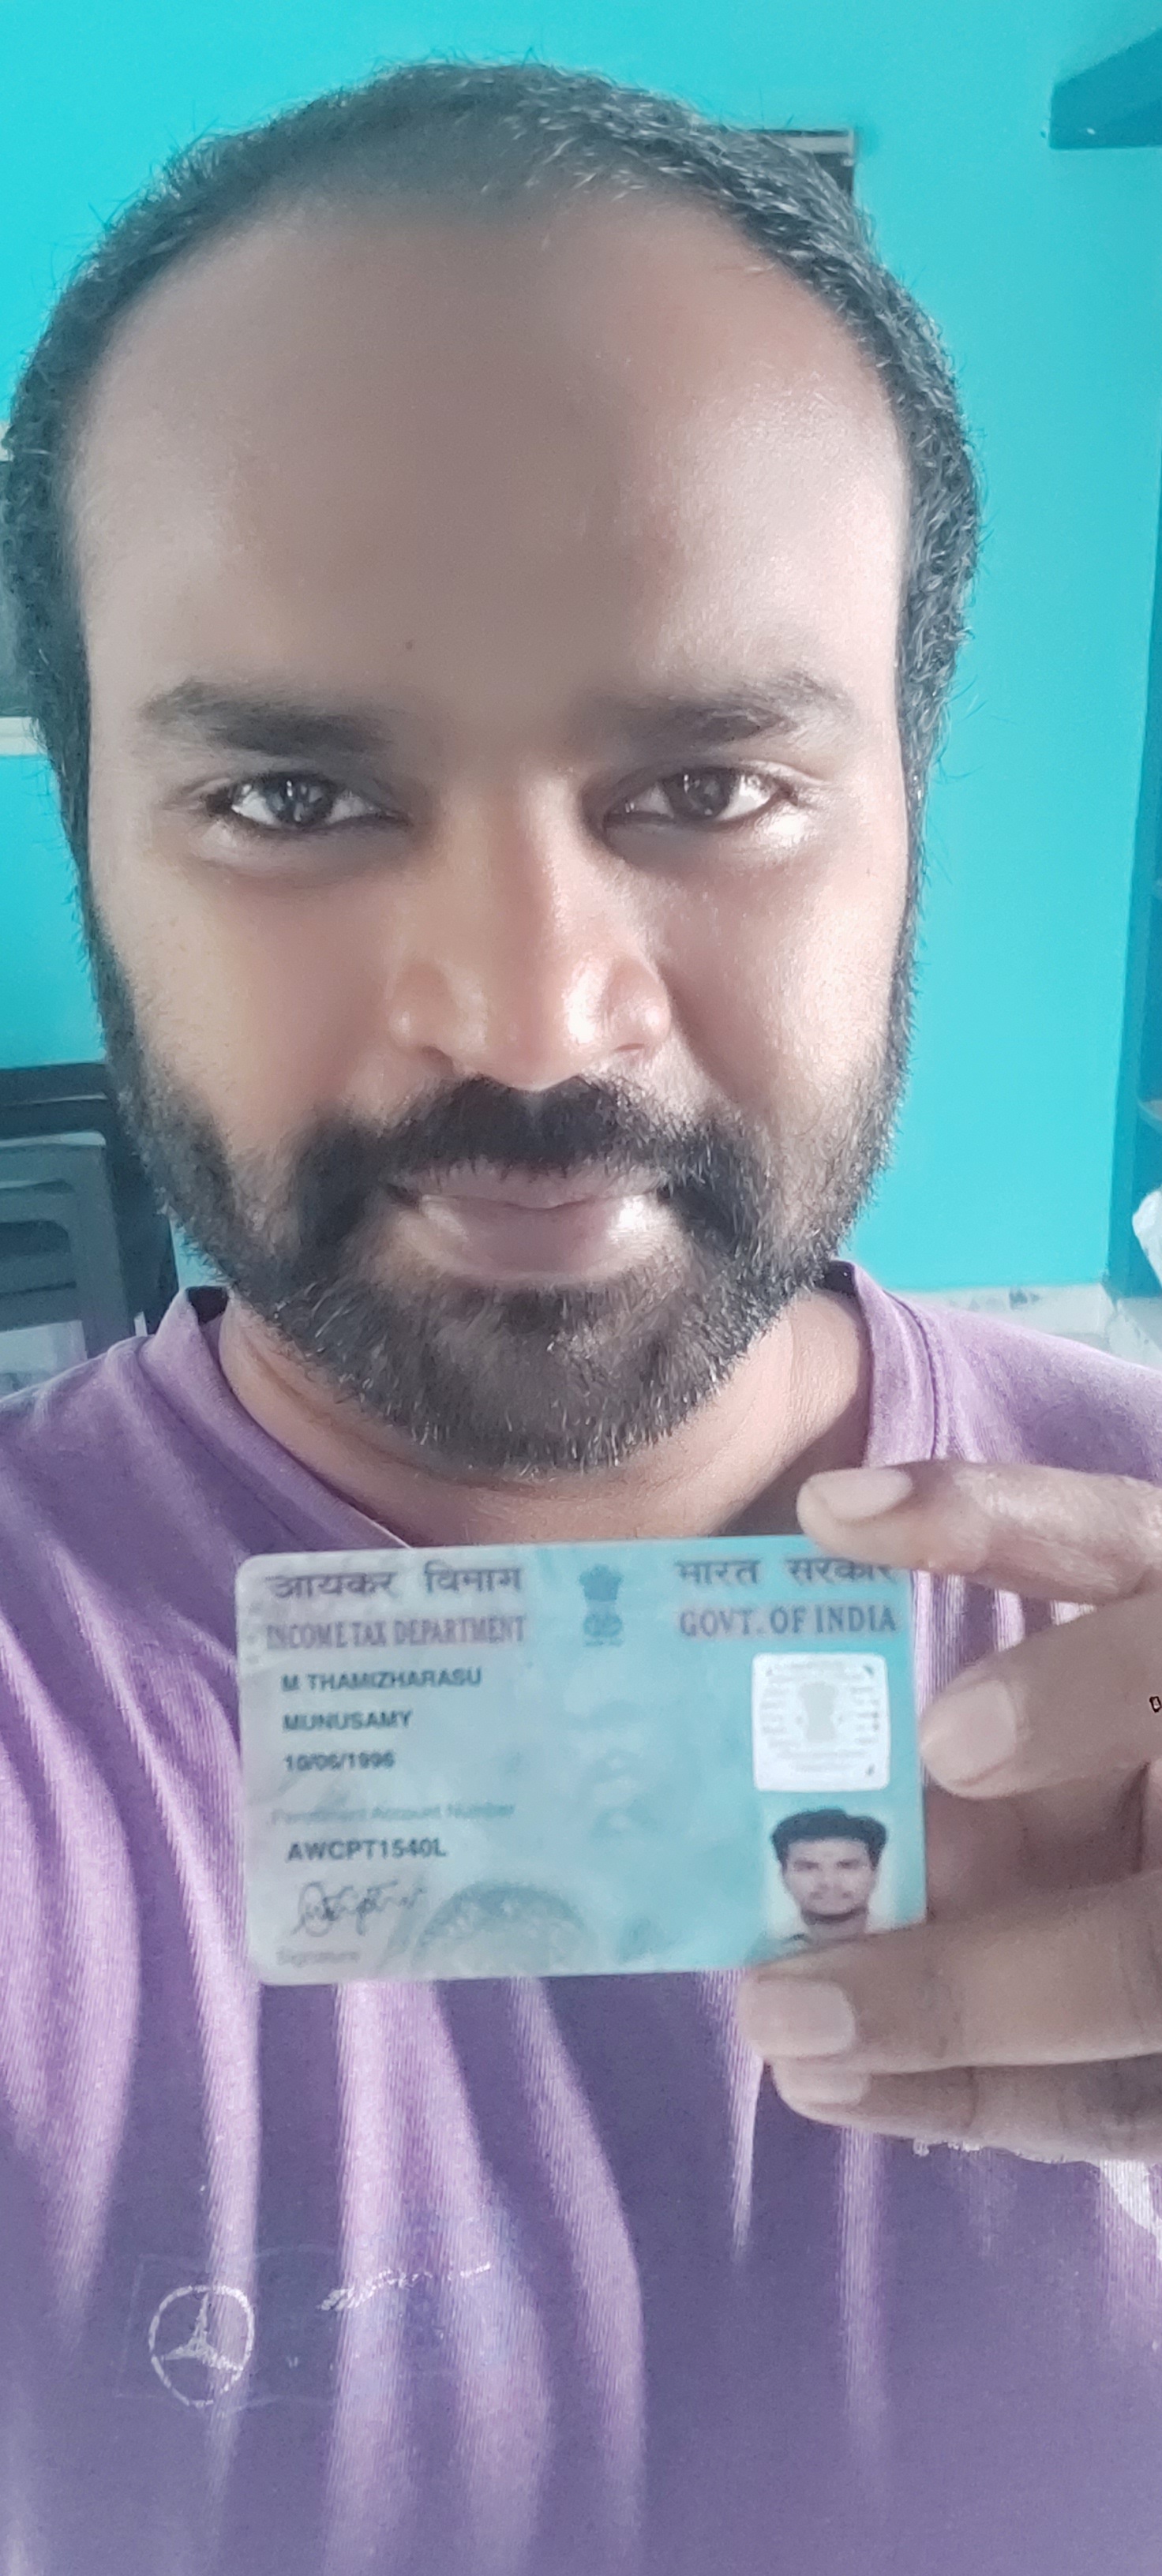 आयकर विभाग
भारत सरकार
INCOME TAX DEPARTMENT
GOVT. OF INDIA
M THAMIZHARASU
MUNUSAMY
10/06/1996
Permanent Account Number
AWCPT1540L
Signature